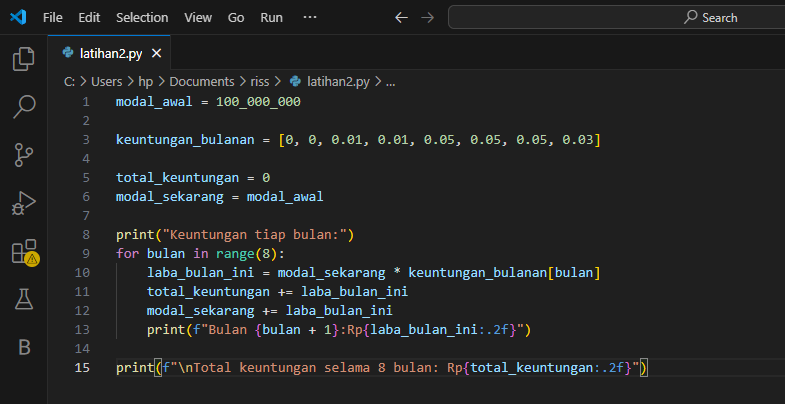 File Edit Selection View Go Run ··· ← → Search
latihan2.py ×
C: > Users > hp > Documents > riss > latihan2.py > ...
1 modal_awal = 100_000_000
2
3 keuntungan_bulanan = [0, 0, 0.01, 0.01, 0.05, 0.05, 0.05, 0.03]
4
5 total_keuntungan = 0
6 modal_sekarang = modal_awal
7
8 print("Keuntungan tiap bulan:")
9 for bulan in range(8):
10     laba_bulan_ini = modal_sekarang * keuntungan_bulanan[bulan]
11     total_keuntungan += laba_bulan_ini
12     modal_sekarang += laba_bulan_ini
13     print(f"Bulan {bulan + 1}:Rp{laba_bulan_ini:.2f}")
14
15 print(f"\nTotal keuntungan selama 8 bulan: Rp{total_keuntungan:.2f}")
B